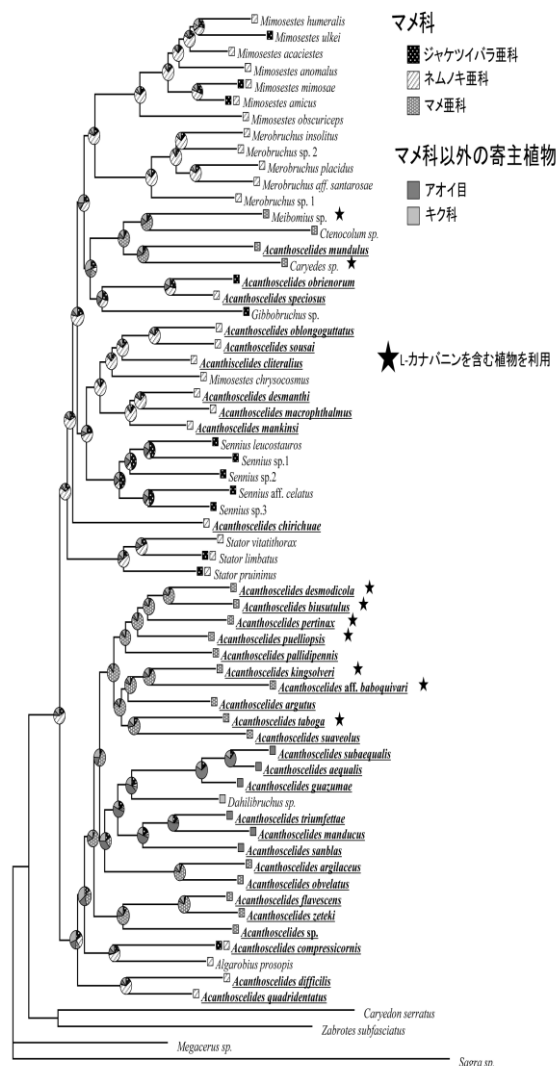 Mimosestes humeralis
Mimosestes ulkei
Mimosestes acaciestes
Mimosestes anomalus
Mimosestes mimosae
Mimosestes amicus
Mimosestes obscuriceps
Merobruchus insolitus
Merobruchus sp. 2
Merobruchus placidus
Merobruchus aff. santarosae
Merobruchus sp. 1
Meibomius sp.
Ctenocolum sp.
Acanthoscelides mundulus
Caryedes sp.
Acanthoscelides obrienorum
Acanthoscelides speciosus
Gibbobruchus sp.
Acanthoscelides oblongoguttatus
Acanthoscelides sousai
Acanthiscelides cliteralius
Mimosestes chrysocosmus
Acanthoscelides desmanthi
Acanthoscelides macrophthalmus
Acanthoscelides mankinsi
Sennius leucostauros
Sennius sp.1
Sennius sp.2
Sennius aff. celatus
Sennius sp.3
Acanthoscelides chirichuae
Stator vitatithorax
Stator limbatus
Stator pruininus
Acanthoscelides desmodicola
Acanthoscelides biusutulus
Acanthoscelides pertinax
Acanthoscelides puelliopsis
Acanthoscelides pallidipennis
Acanthoscelides kingsolveri
Acanthoscelides aff. baboquivari
Acanthoscelides argutus
Acanthoscelides taboga
Acanthoscelides suaveolus
Acanthoscelides subaequalis
Acanthoscelides aequalis
Acanthoscelides guazumae
Dahlibruchus sp.
Acanthoscelides triumfettae
Acanthoscelides manducus
Acanthoscelides sanblas
Acanthoscelides argilaceus
Acanthoscelides obvelatus
Acanthoscelides flavescens
Acanthoscelides zeteki
Acanthoscelides sp.
Acanthoscelides compressicornis
Algarobius prosopis
Acanthoscelides difficilis
Acanthoscelides quadridentatus
Caryedon serratus
Zabrotes subfasciatus
Megacerus sp.
Sagra sp.
マメ科
ジャケツイバラ亜科
ネムノキ亜科
マメ亜科
マメ科以外の寄主植物
アオイ目
キク科
★L-カナバニンを含む植物を利用